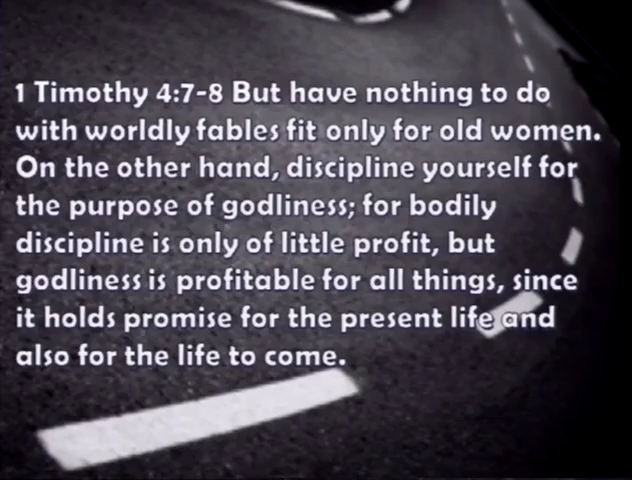 1 Timothy 4:7-8 But have nothing to do
with worldly fables fit only for old women.
On the other hand, discipline yourself for
the purpose of godliness; for bodily
discipline is only of little profit, but
godliness is profitable for all things, since
it holds promise for the present life and
also for the life to come.